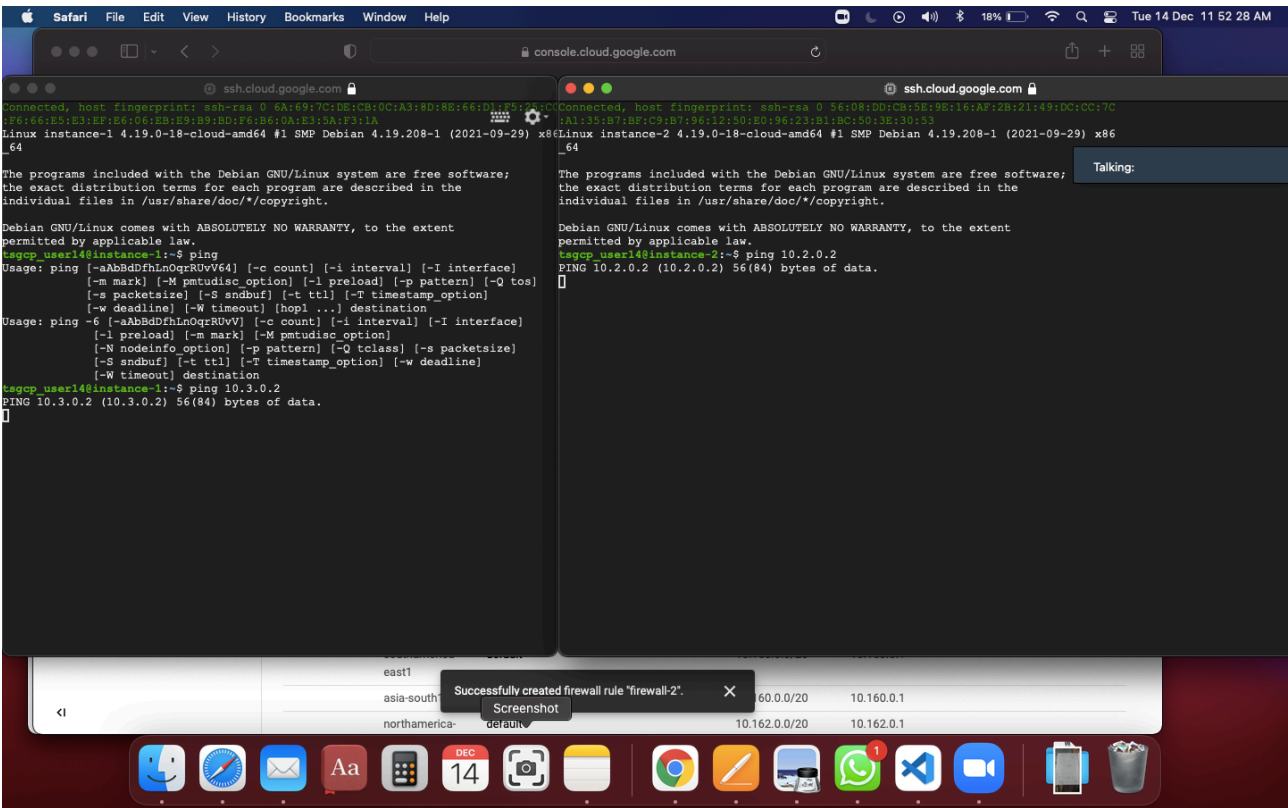 Safari File Edit View History Bookmarks Window Help 18% Tue 14 Dec 11 52 28 AM
console.cloud.google.com
ssh.cloud.google.com
Connected, host fingerprint: ssh-rsa 0 6A:69:7C:DE:CB:0C:A3:8D:8E:66:D1:F5:25:CC
:F6:66:E5:E3:EF:E6:06:EB:E9:B9:BD:F6:B6:0A:E3:5A:F3:1A
Linux instance-1 4.19.0-18-cloud-amd64 #1 SMP Debian 4.19.208-1 (2021-09-29) x86
_64
The programs included with the Debian GNU/Linux system are free software;
the exact distribution terms for each program are described in the
individual files in /usr/share/doc/*/copyright.
Debian GNU/Linux comes with ABSOLUTELY NO WARRANTY, to the extent
permitted by applicable law.
tsgcp_user14@instance-1:~$ ping
Usage: ping [-aAbBdDfhLnOqrRUvV64] [-c count] [-i interval] [-I interface]
[-m mark] [-M pmtudisc_option] [-l preload] [-p pattern] [-Q tos]
[-s packetsize] [-S sndbuf] [-t ttl] [-T timestamp_option]
[-w deadline] [-W timeout] [hop1 ...] destination
Usage: ping -6 [-aAbBdDfhLnOqrRUvV] [-c count] [-i interval] [-I interface]
[-l preload] [-m mark] [-M pmtudisc_option]
[-N nodeinfo_option] [-p pattern] [-Q tclass] [-s packetsize]
[-S sndbuf] [-t ttl] [-T timestamp_option] [-w deadline]
[-W timeout] destination
tsgcp_user14@instance-1:~$ ping 10.3.0.2
PING 10.3.0.2 (10.3.0.2) 56(84) bytes of data.
ssh.cloud.google.com
Connected, host fingerprint: ssh-rsa 0 56:08:DD:CB:5E:9E:16:AF:2B:21:49:DC:CC:7C
:A1:35:B7:BF:C9:B7:96:12:50:E0:96:23:B1:BC:50:3E:30:53
Linux instance-2 4.19.0-18-cloud-amd64 #1 SMP Debian 4.19.208-1 (2021-09-29) x86
_64
Talking:
The programs included with the Debian GNU/Linux system are free software;
the exact distribution terms for each program are described in the
individual files in /usr/share/doc/*/copyright.
Debian GNU/Linux comes with ABSOLUTELY NO WARRANTY, to the extent
permitted by applicable law.
tsgcp_user14@instance-2:~$ ping 10.2.0.2
PING 10.2.0.2 (10.2.0.2) 56(84) bytes of data.
east1
asia-south 60.0.0/20 10.160.0.1
Successfully created firewall rule "firewall-2".
Screenshot
northamerica- default 10.162.0.0/20 10.162.0.1
Aa
DEC
14
1